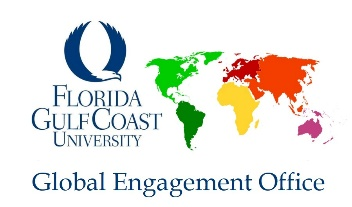 FLORIDA
GULF COAST
UNIVERSITY
Global Engagement Office